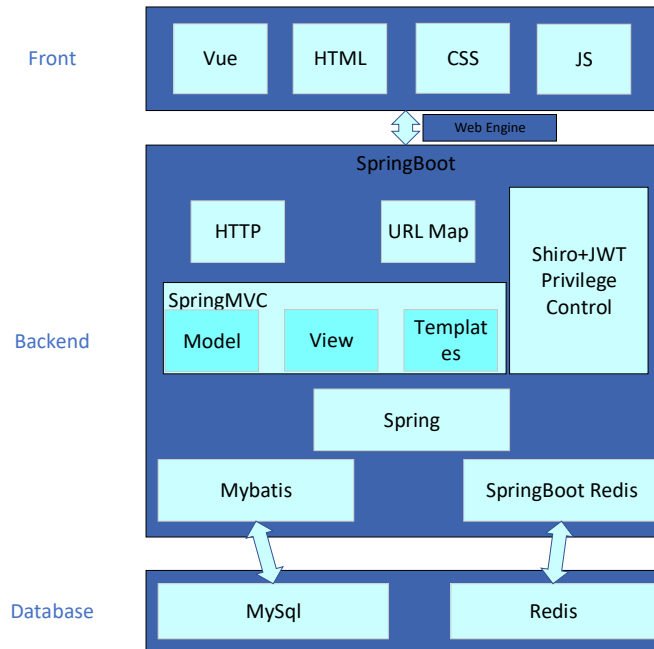 Front
Vue
HTML
CSS
JS
Web Engine
SpringBoot
HTTP
URL Map
Shiro+JWT
Privilege
Control
SpringMVC
Model
View
Templat
es
Backend
Spring
Mybatis
SpringBoot Redis
Database
MySql
Redis